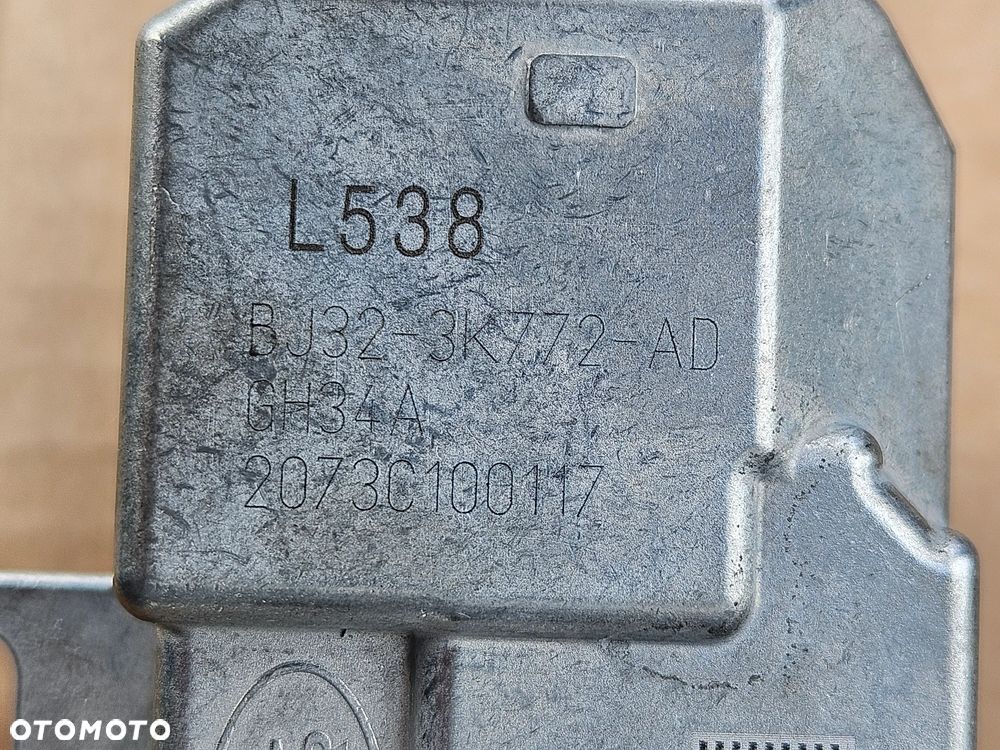 L538
BJ32-3K772-AD
GH34A
2073C100117
OTOMOTO